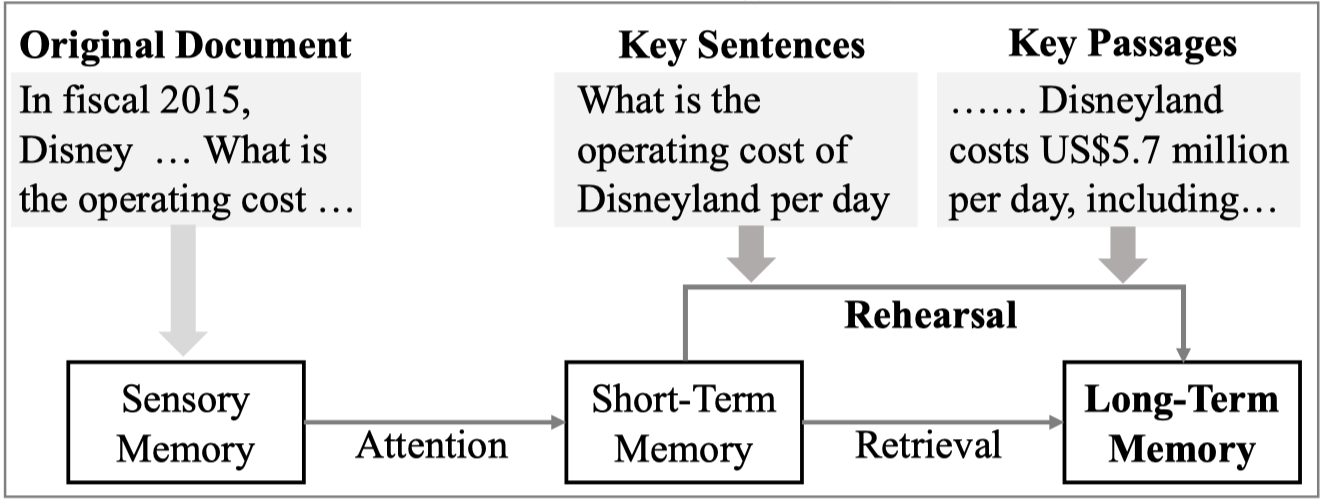 Original Document
In fiscal 2015,
Disney … What is
the operating cost …
Key Sentences
What is the
operating cost of
Disneyland per day
Key Passages
…… Disneyland
costs US$5.7 million
per day, including…
Rehearsal
Sensory
Memory
Attention
Short-Term
Memory
Retrieval
Long-Term
Memory